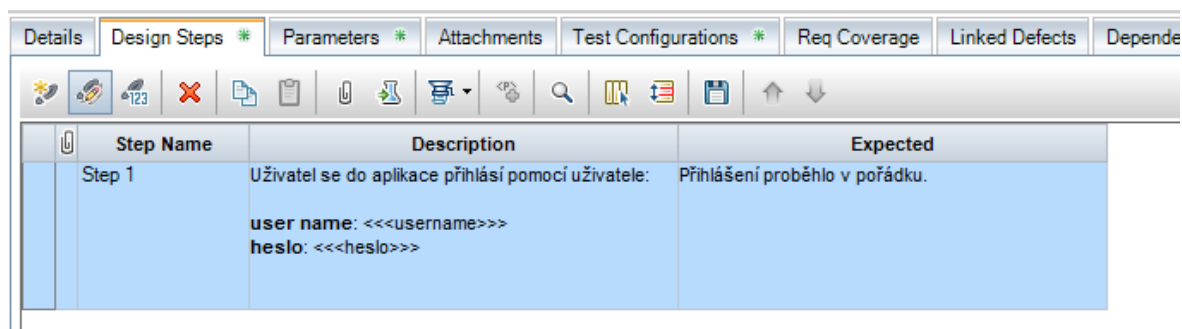 Details Design Steps * Parameters * Attachments Test Configurations * Req Coverage Linked Defects Depende
Step Name Description Expected
Step 1 Uživatel se do aplikace přihlásí pomocí uživatele: Přihlášení proběhlo v pořádku.
user name: <<<username>>>
heslo: <<<heslo>>>